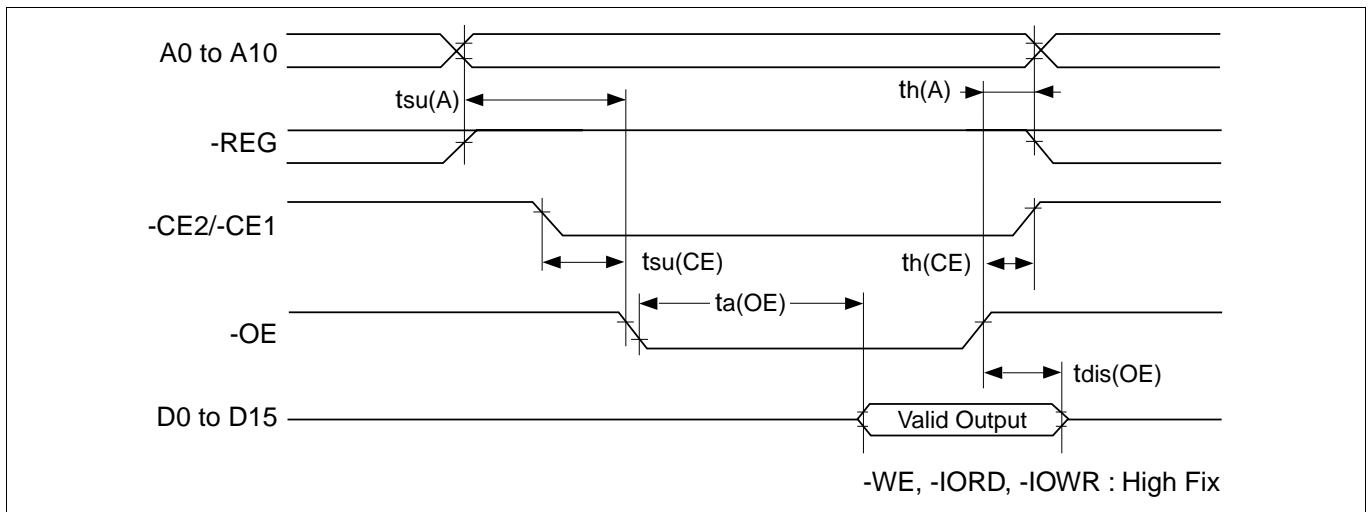 A0 to A10
tsu(A)
th(A)
-REG
-CE2/-CE1
tsu(CE)
th(CE)
ta(OE)
-OE
tdis(OE)
D0 to D15
Valid Output
-WE, -IORD, -IOWR : High Fix